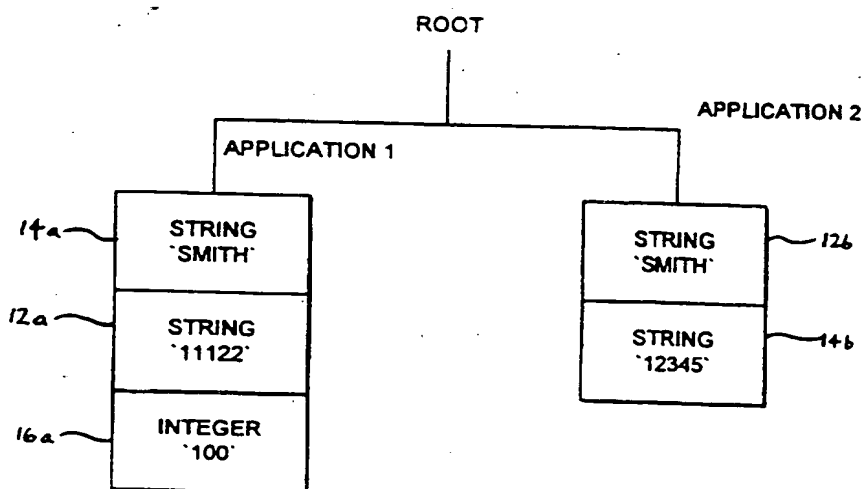 ROOT
APPLICATION 2
APPLICATION 1
14a
STRING
`SMITH`
12a
STRING
`11122`
16a
INTEGER
`100`
STRING
`SMITH`
12b
STRING
`12345`
14b